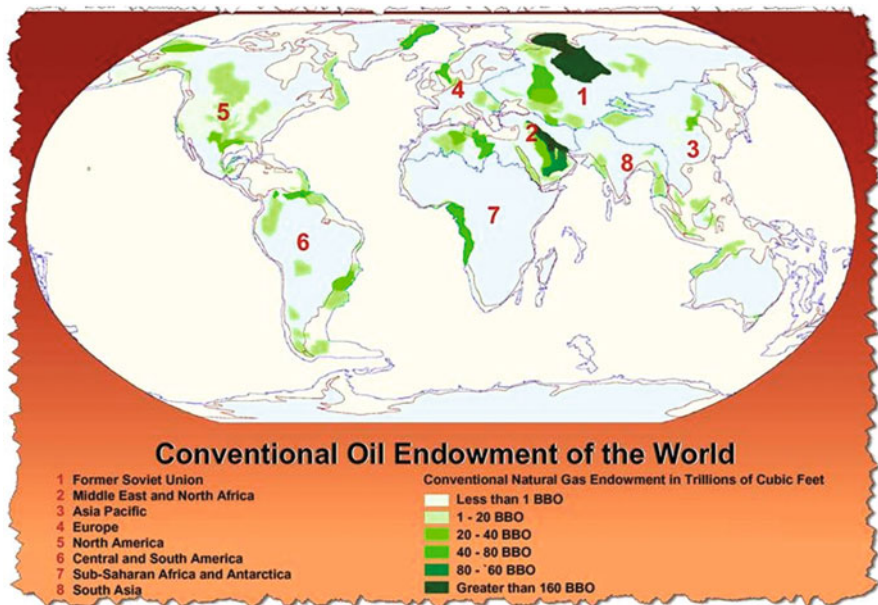 1
2
3
4
5
6
7
8
Conventional Oil Endowment of the World
1 Former Soviet Union
2 Middle East and North Africa
3 Asia Pacific
4 Europe
5 North America
6 Central and South America
7 Sub-Saharan Africa and Antarctica
8 South Asia
Conventional Natural Gas Endowment in Trillions of Cubic Feet
Less than 1 BBO
1 - 20 BBO
20 - 40 BBO
40 - 80 BBO
80 - `60 BBO
Greater than 160 BBO